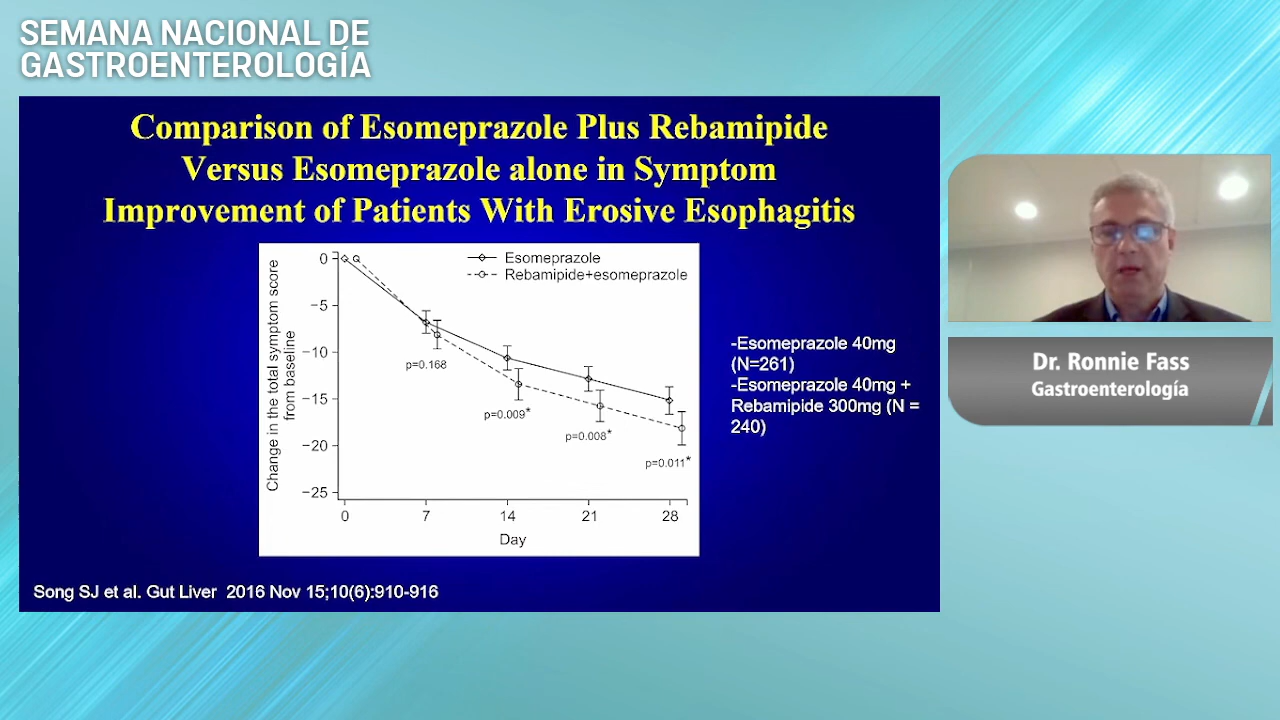 SEMANA NACIONAL DE
GASTROENTEROLOGÍA
Comparison of Esomeprazole Plus Rebamipide
Versus Esomeprazole alone in Symptom
Improvement of Patients With Erosive Esophagitis
Change in the total symptom score
from baseline
0
−5
−10
−15
−20
−25
Esomeprazole
Rebamipide+esomeprazole
p=0.168
p=0.009*
p=0.008*
p=0.011*
0 7 14 21 28
Day
-Esomeprazole 40mg
(N=261)
-Esomeprazole 40mg +
Rebamipide 300mg (N =
240)
Song SJ et al. Gut Liver 2016 Nov 15;10(6):910-916
Dr. Ronnie Fass
Gastroenterología